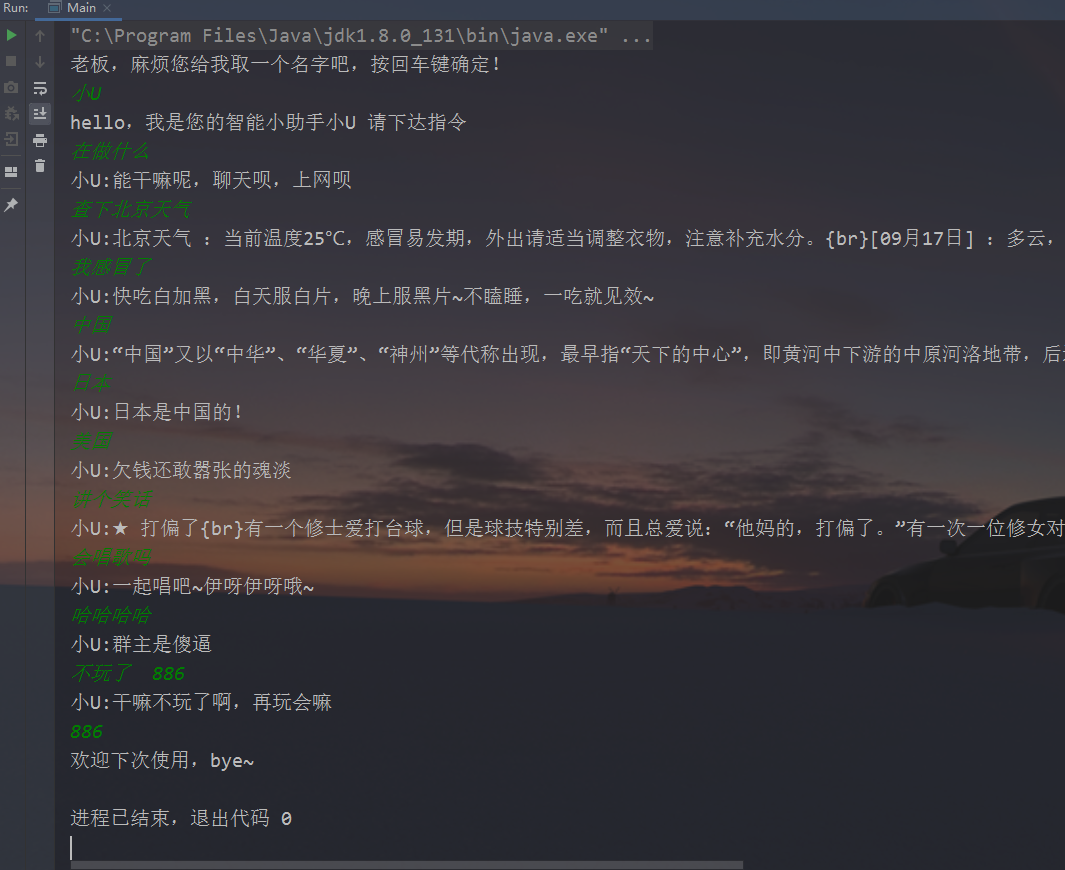 Run: Main
"C:\Program Files\Java\jdk1.8.0_131\bin\java.exe" ...
老板，麻烦您给我取一个名字吧，按回车键确定！
小U
hello，我是您的智能小助手小U 请下达指令
在做什么
小U:能干嘛呢，聊天呗，上网呗
查下北京天气
小U:北京天气 ：当前温度25℃，感冒易发期，外出请适当调整衣物，注意补充水分。{br}[09月17日] ：多云，
我感冒了
小U:快吃白加黑，白天服白片，晚上服黑片~不瞌睡，一吃就见效~
中国
小U:“中国”又以“中华”、“华夏”、“神州”等代称出现，最早指“天下的中心”，即黄河中下游的中原河洛地带，后
日本
小U:日本是中国的！
美国
小U:欠钱还敢嚣张的魂淡
讲个笑话
小U:★ 打偏了{br}有一个修士爱打台球，但是球技特别差，而且总爱说：“他妈的，打偏了。”有一次一位修女对
会唱歌吗
小U:一起唱吧~伊呀伊呀哦~
哈哈哈哈
小U:群主是傻逼
不玩了 886
小U:干嘛不玩了啊，再玩会嘛
886
欢迎下次使用，bye~
进程已结束，退出代码 0